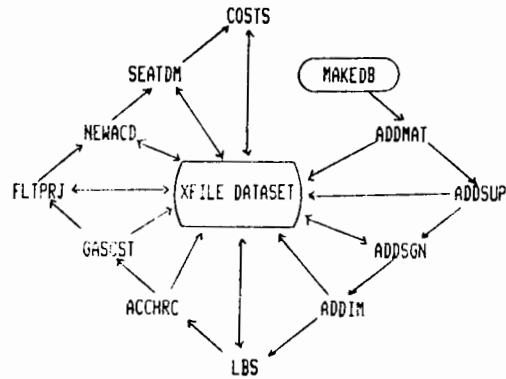 COSTS
SEATDM
MAKEDB
NEWACD
ADDMAT
FLTPRJ
XFILE DATASET
ADDSUP
GASCST
ADDSGN
ACCHRC
ADDIM
LBS